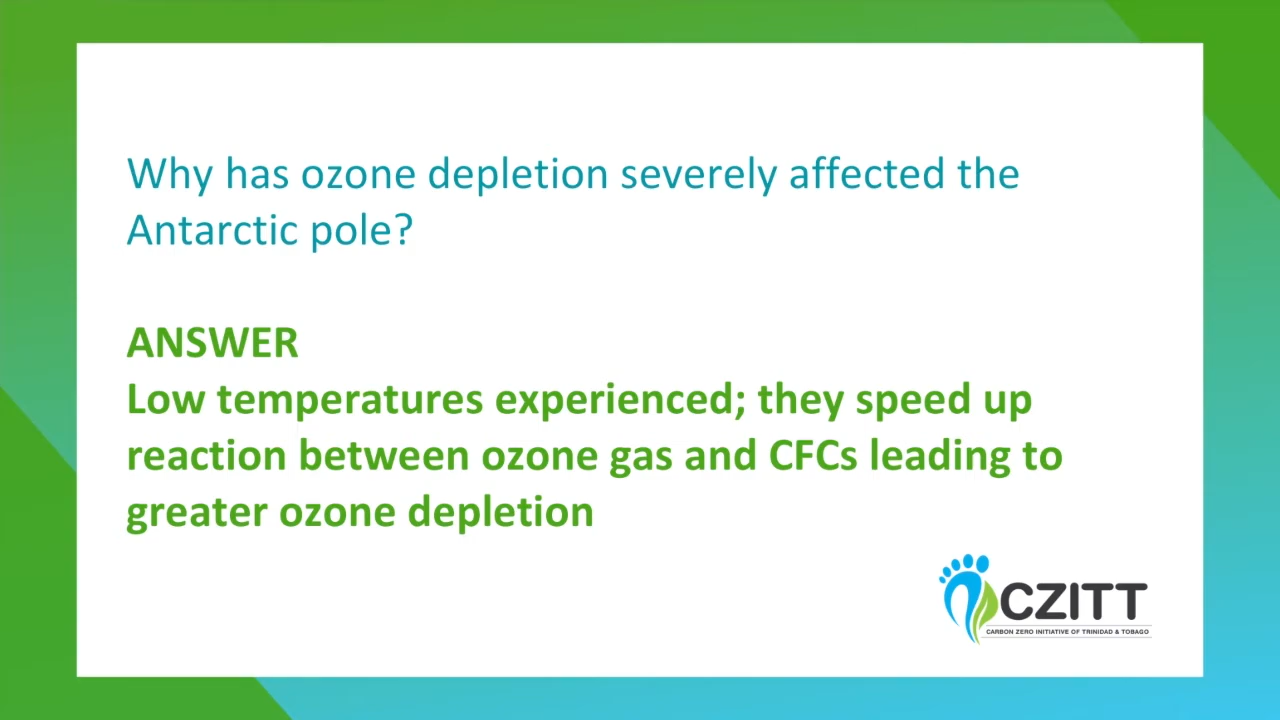 Why has ozone depletion severely affected the
Antarctic pole?
ANSWER
Low temperatures experienced; they speed up
reaction between ozone gas and CFCs leading to
greater ozone depletion
CZITT
CARBON ZERO INITIATIVE OF TRINIDAD & TOBAGO